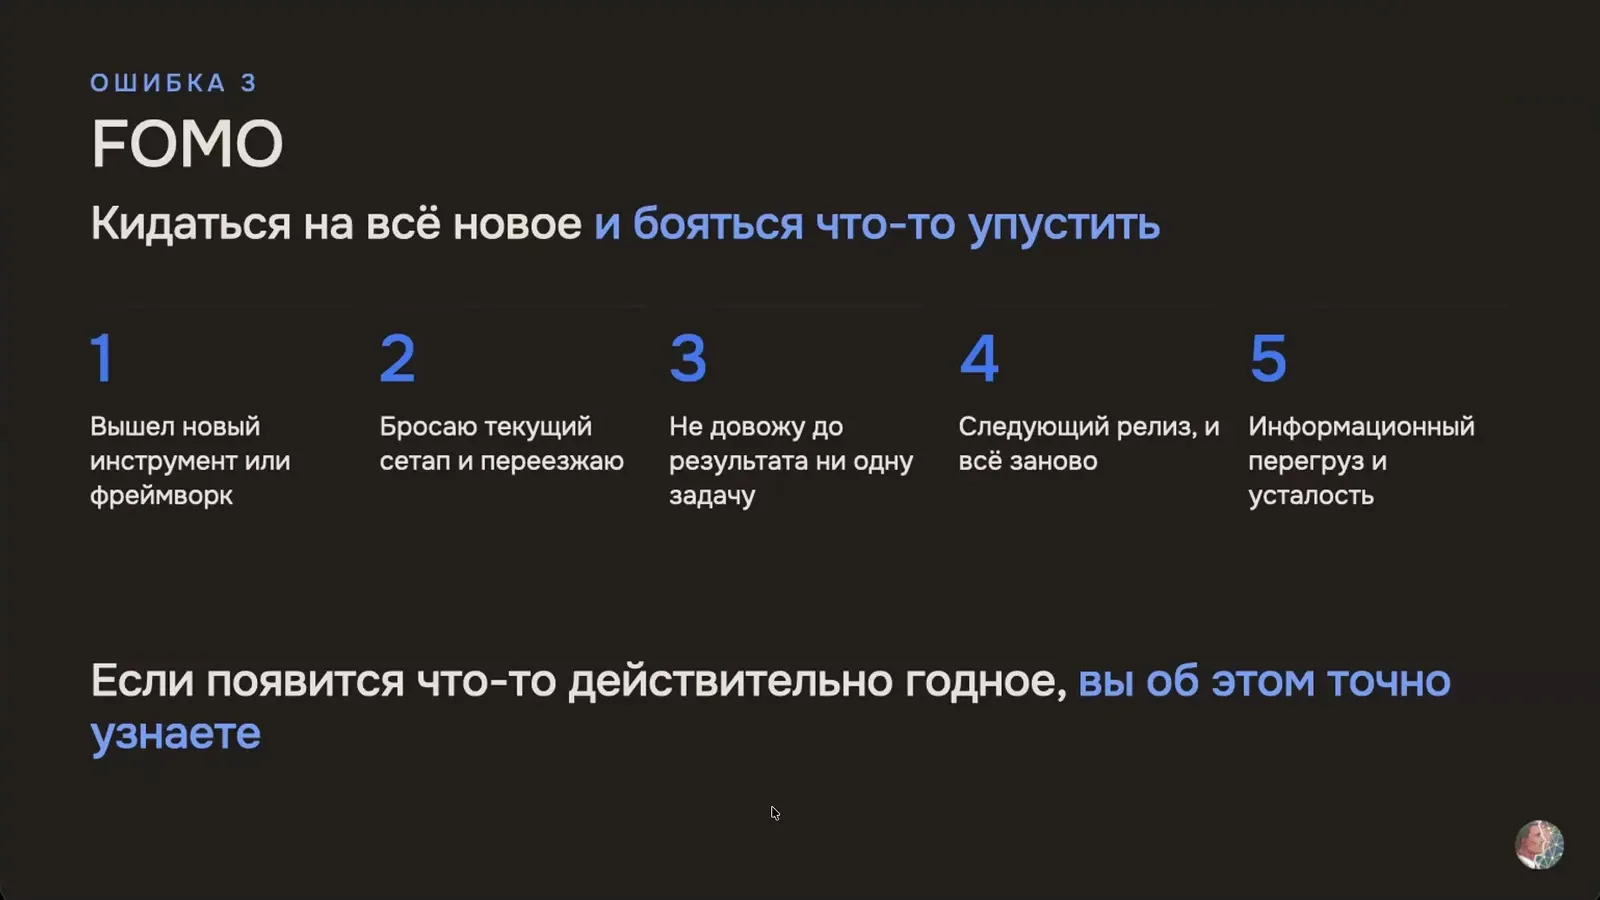 ОШИБКА 3
FOMO
Кидаться на всё новое и бояться что-то упустить
1
Вышел новый
инструмент или
фреймворк
2
Бросаю текущий
сетап и переезжаю
3
Не довожу до
результата ни одну
задачу
4
Следующий релиз, и
всё заново
5
Информационный
перегруз и
усталость
Если появится что-то действительно годное, вы об этом точно
узнаете